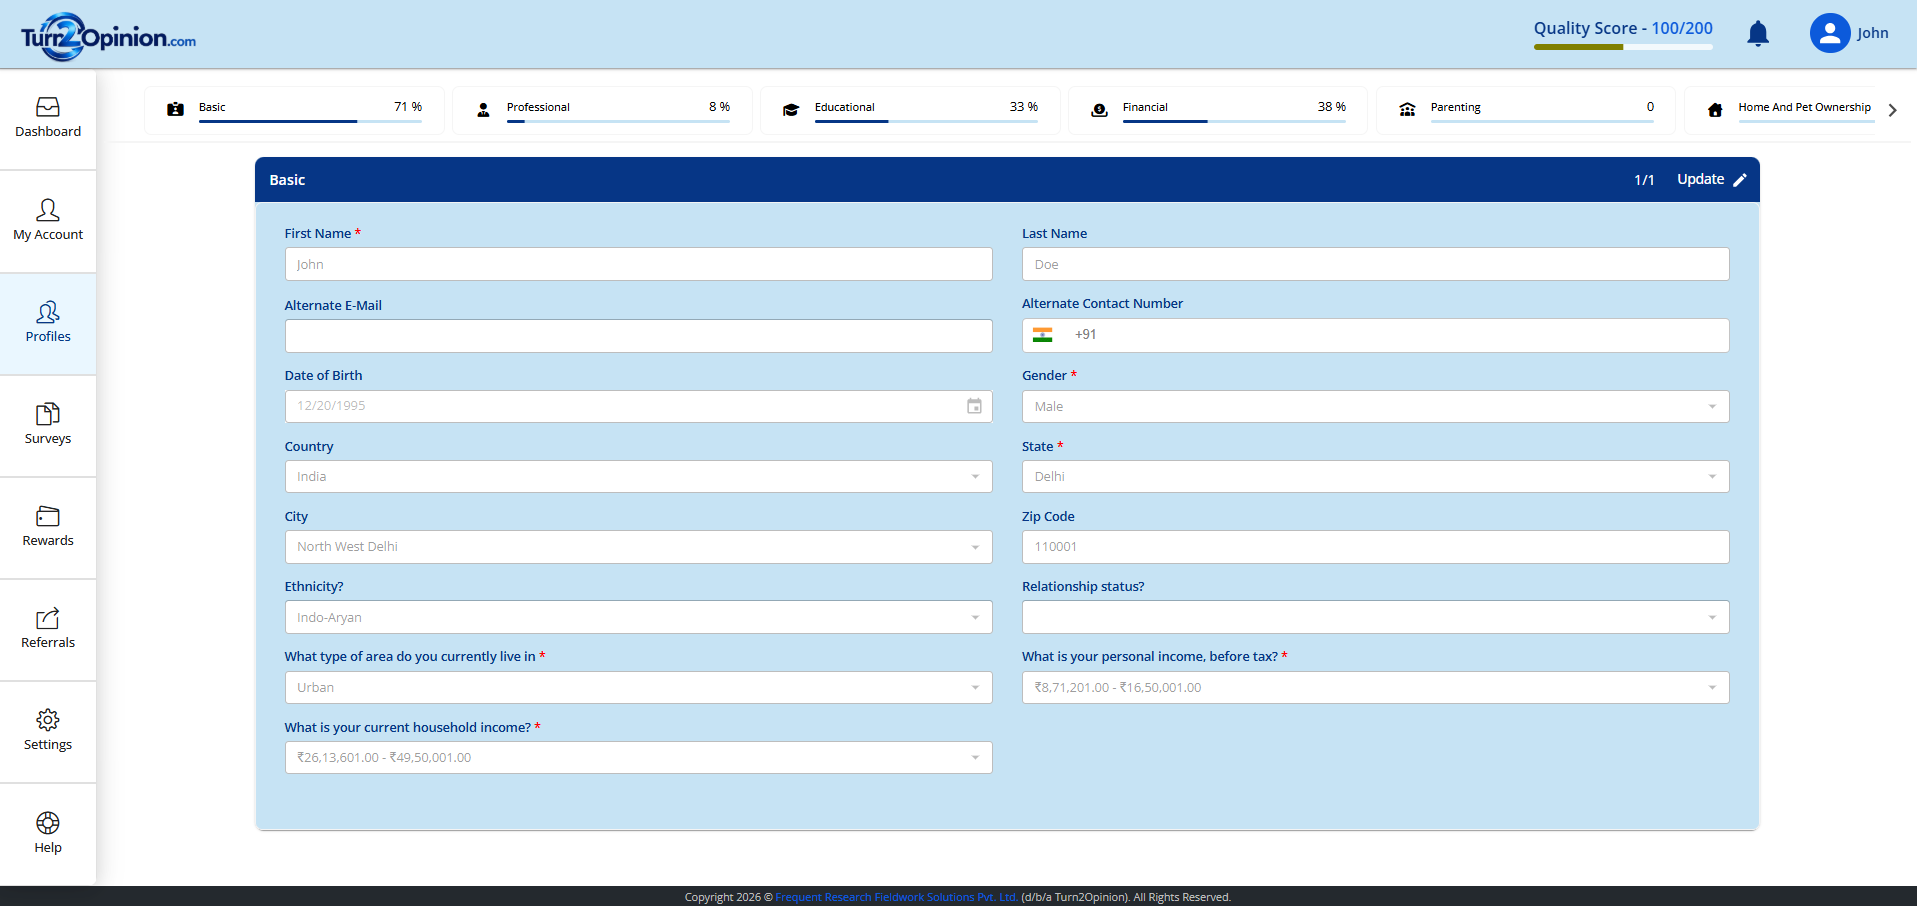 Turn2Opinion.com
Quality Score - 100/200
John
Dashboard
My Account
Profiles
Surveys
Rewards
Referrals
Settings
Help
Basic 71 %
Professional 8 %
Educational 33 %
Financial 38 %
Parenting 0
Home And Pet Ownership
Basic 1/1 Update
First Name * Last Name
John Doe
Alternate E-Mail Alternate Contact Number
+91
Date of Birth Gender *
12/20/1995 Male
Country State *
India Delhi
City Zip Code
North West Delhi 110001
Ethnicity? Relationship status?
Indo-Aryan
What type of area do you currently live in * What is your personal income, before tax? *
Urban ₹8,71,201.00 - ₹16,50,001.00
What is your current household income? *
₹26,13,601.00 - ₹49,50,001.00
Copyright 2026 © Frequent Research Fieldwork Solutions Pvt. Ltd. (d/b/a Turn2Opinion). All Rights Reserved.